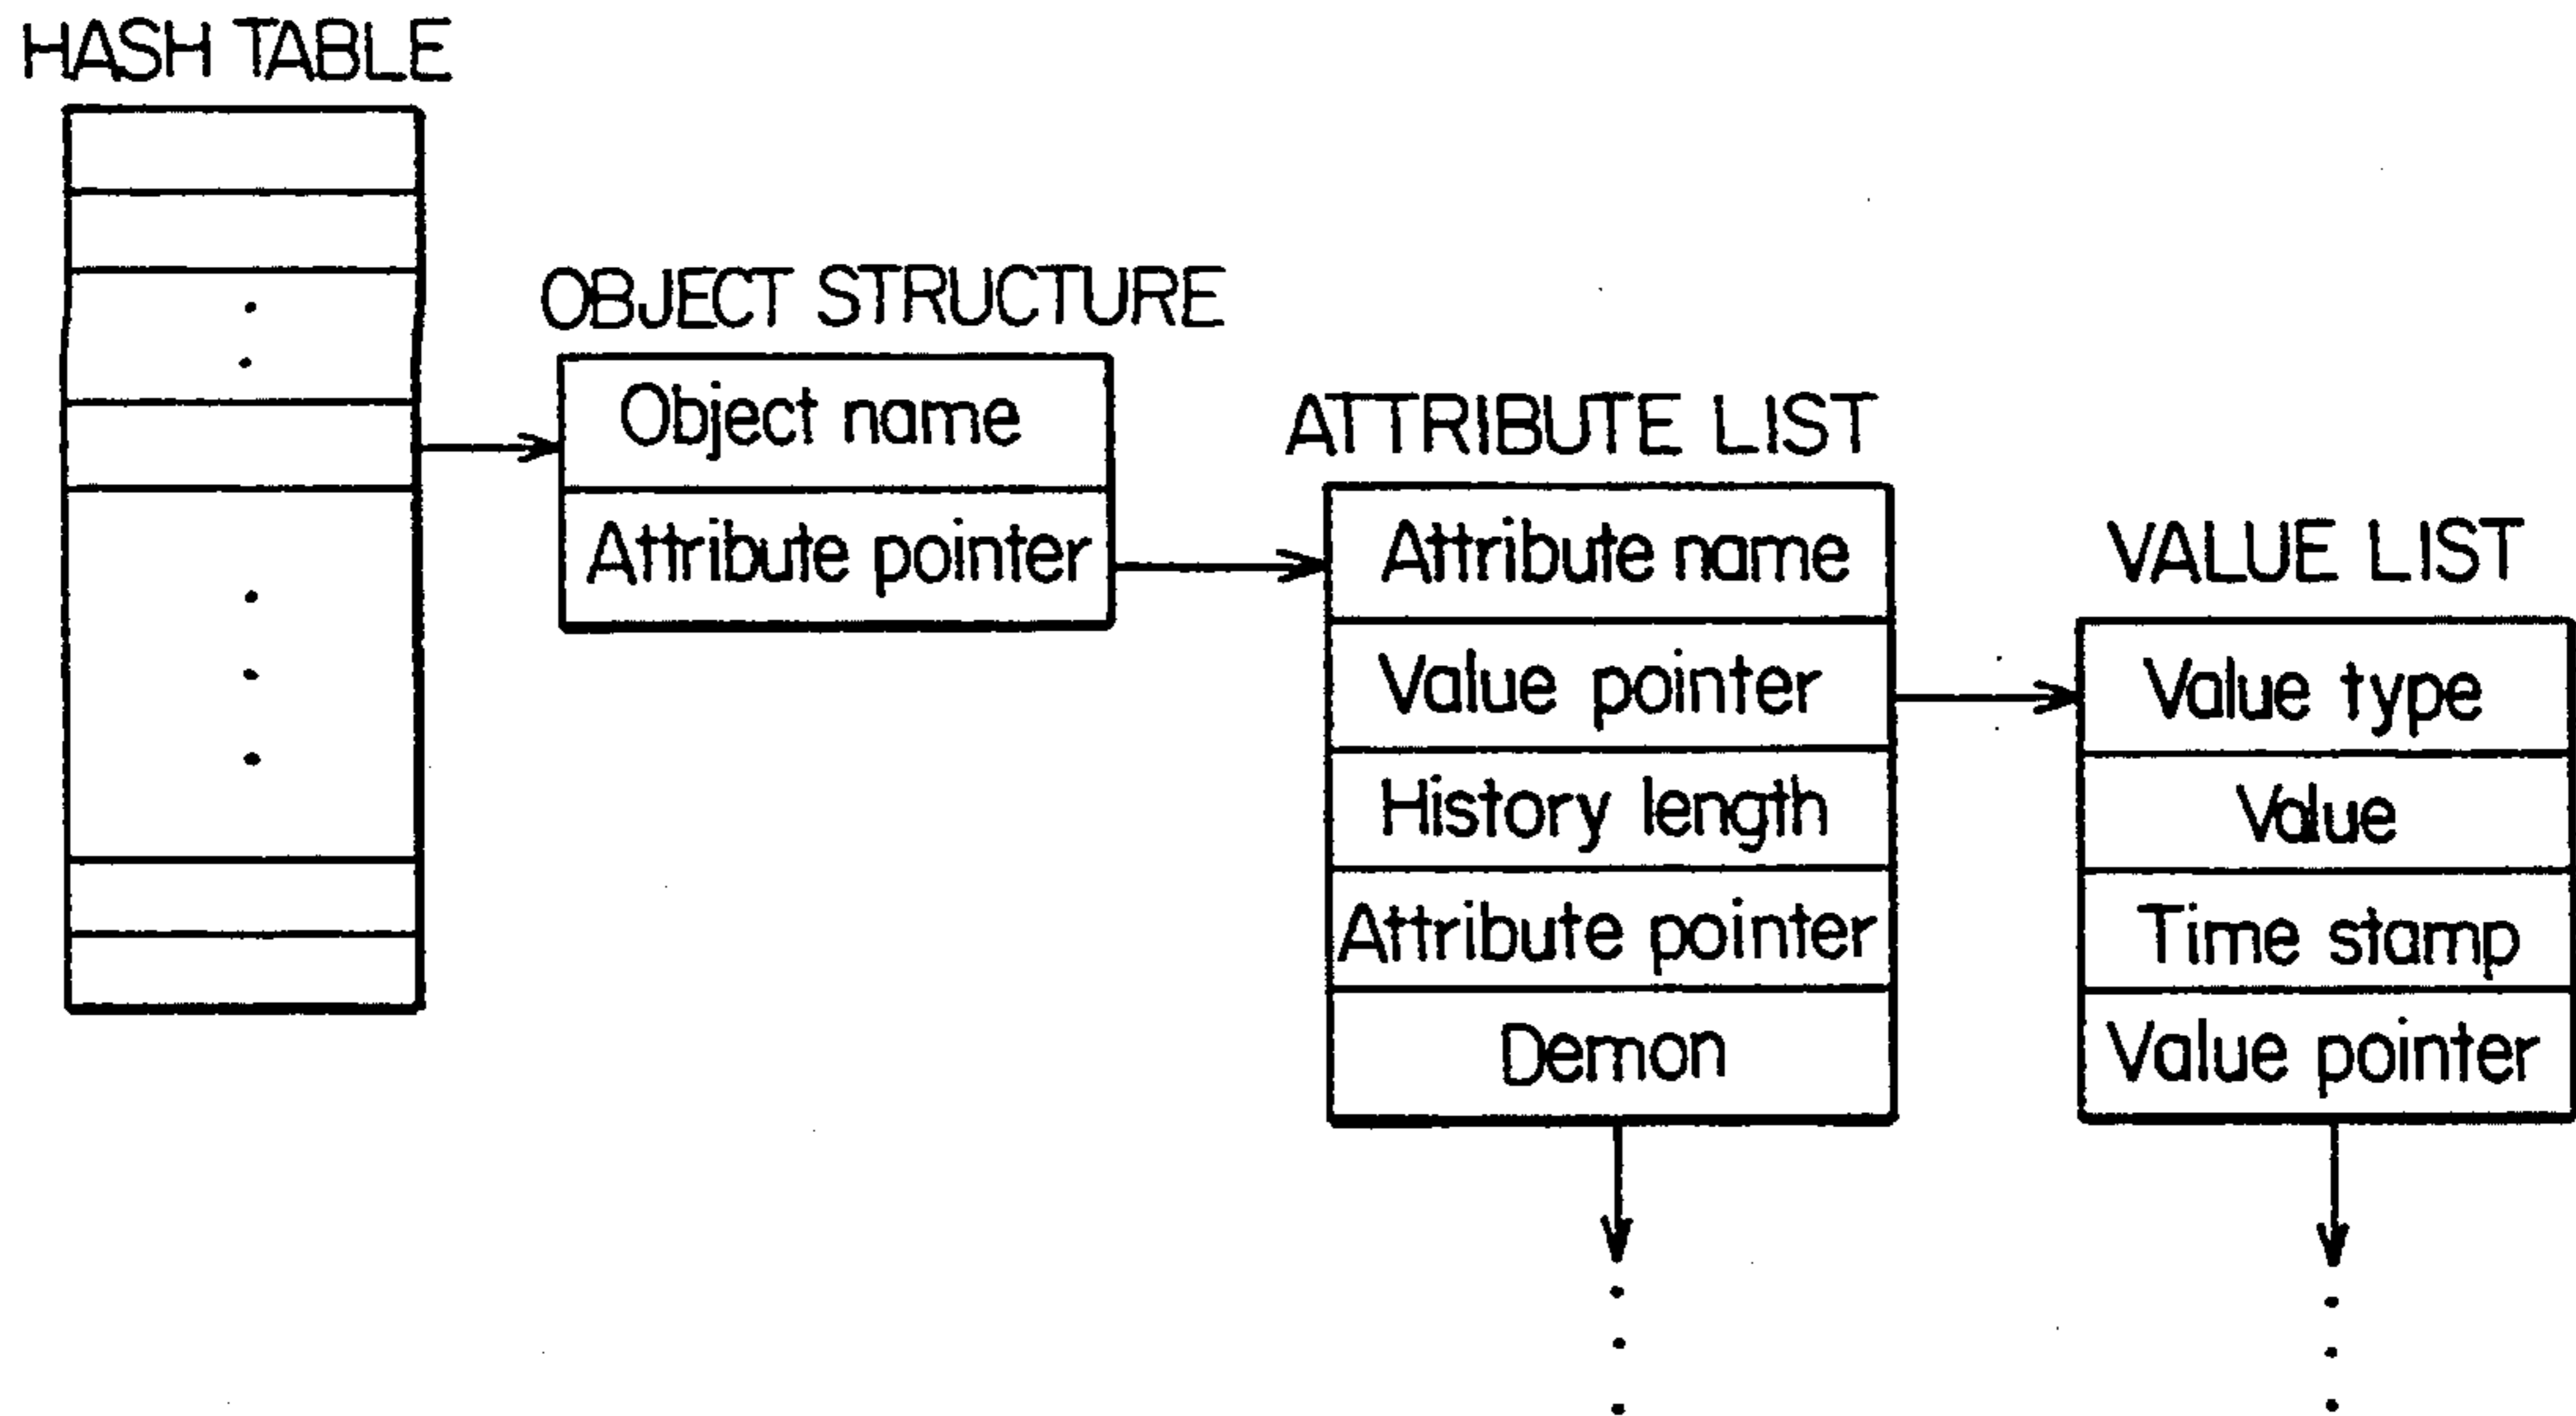 HASH TABLE
OBJECT STRUCTURE
Object name
Attribute pointer
ATTRIBUTE LIST
Attribute name
Value pointer
History length
Attribute pointer
Demon
VALUE LIST
Value type
Value
Time stamp
Value pointer